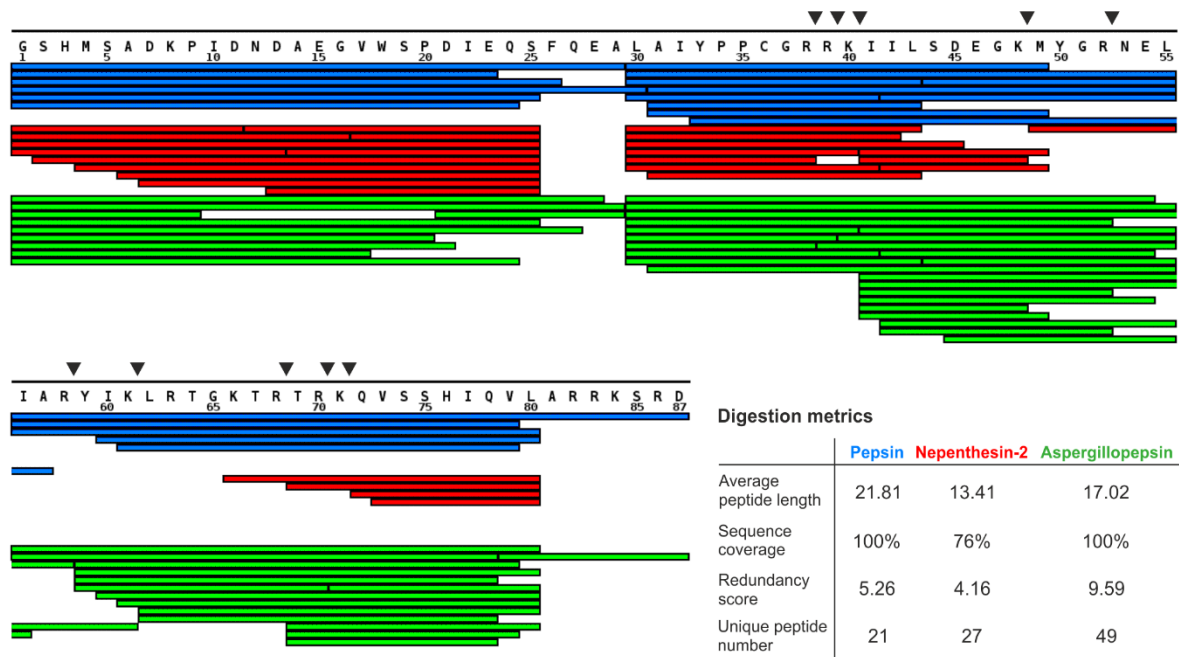 G S H M S A D K P I D N D A E G V W S P D I E Q S F Q E A L A I Y P P C G R R K I I L S D E G K M Y G R N E L
1 5 10 15 20 25 30 35 40 45 50 55
I A R Y I K L R T G K T R T R K Q V S S H I Q V L A R R K S R D
60 65 70 75 80 85 87
Digestion metrics
Pepsin Nepenthesin-2 Aspergillopepsin
Average
peptide length 21.81 13.41 17.02
Sequence
coverage 100% 76% 100%
Redundancy
score 5.26 4.16 9.59
Unique peptide
number 21 27 49